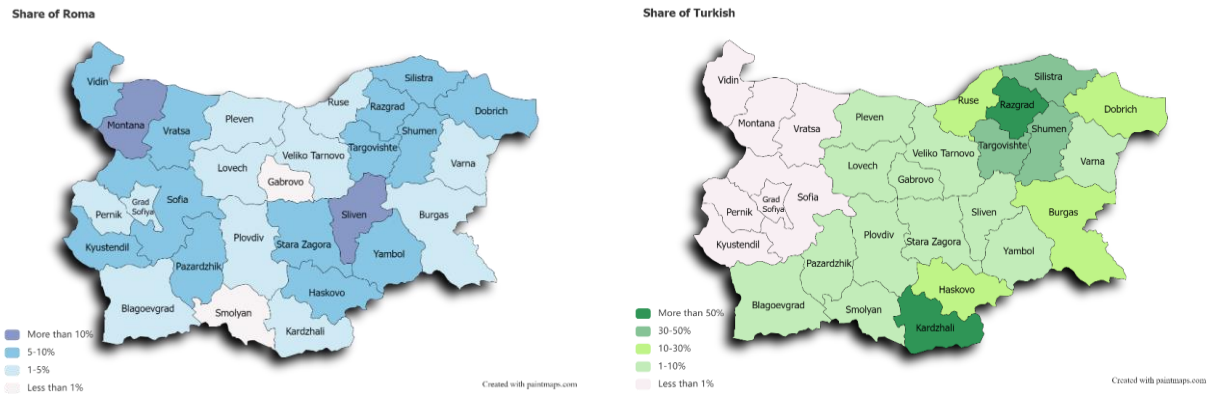 Share of Roma
Vidin
Montana
Vratsa
Pleven
Ruse
Silistra
Razgrad
Dobrich
Shumen
Targovishte
Varna
Lovech
Veliko Tarnovo
Gabrovo
Sofia
Grad
Sofiya
Pernik
Kyustendil
Plovdiv
Stara Zagora
Sliven
Burgas
Yambol
Pazardzhik
Haskovo
Blagoevgrad
Smolyan
Kardzhali
More than 10%
5-10%
1-5%
Less than 1%
Created with paintmaps.com
Share of Turkish
Vidin
Montana
Vratsa
Pleven
Ruse
Silistra
Razgrad
Dobrich
Shumen
Targovishte
Varna
Lovech
Veliko Tarnovo
Gabrovo
Sofia
Grad
Sofiya
Pernik
Kyustendil
Plovdiv
Stara Zagora
Sliven
Burgas
Yambol
Pazardzhik
Haskovo
Blagoevgrad
Smolyan
Kardzhali
More than 50%
30-50%
10-30%
1-10%
Less than 1%
Created with paintmaps.com